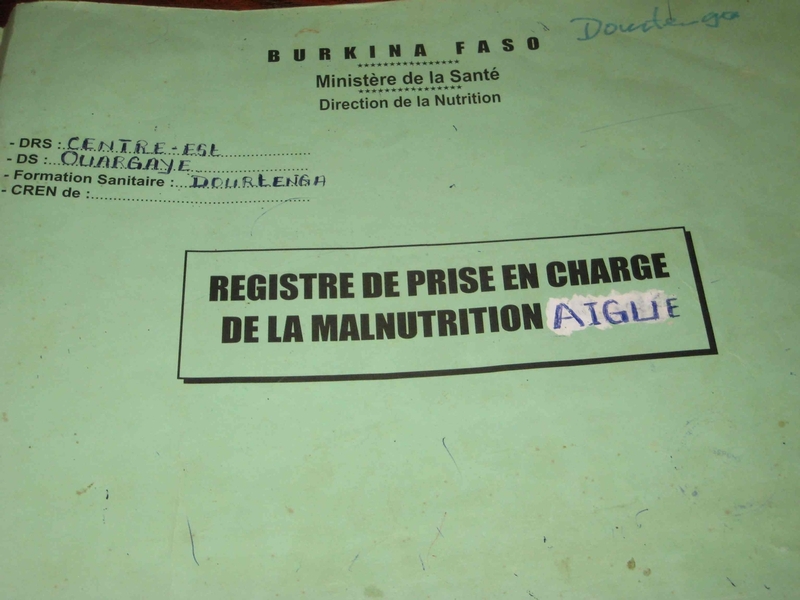 Dourtenga
BURKINA FASO
********************
Ministère de la Santé
********************
Direction de la Nutrition
- DRS : CENTRE-EST
- DS : OUARGAYE
- Formation Sanitaire : DOURTENGA
- CREN de :
REGISTRE DE PRISE EN CHARGE
DE LA MALNUTRITION AIGUE